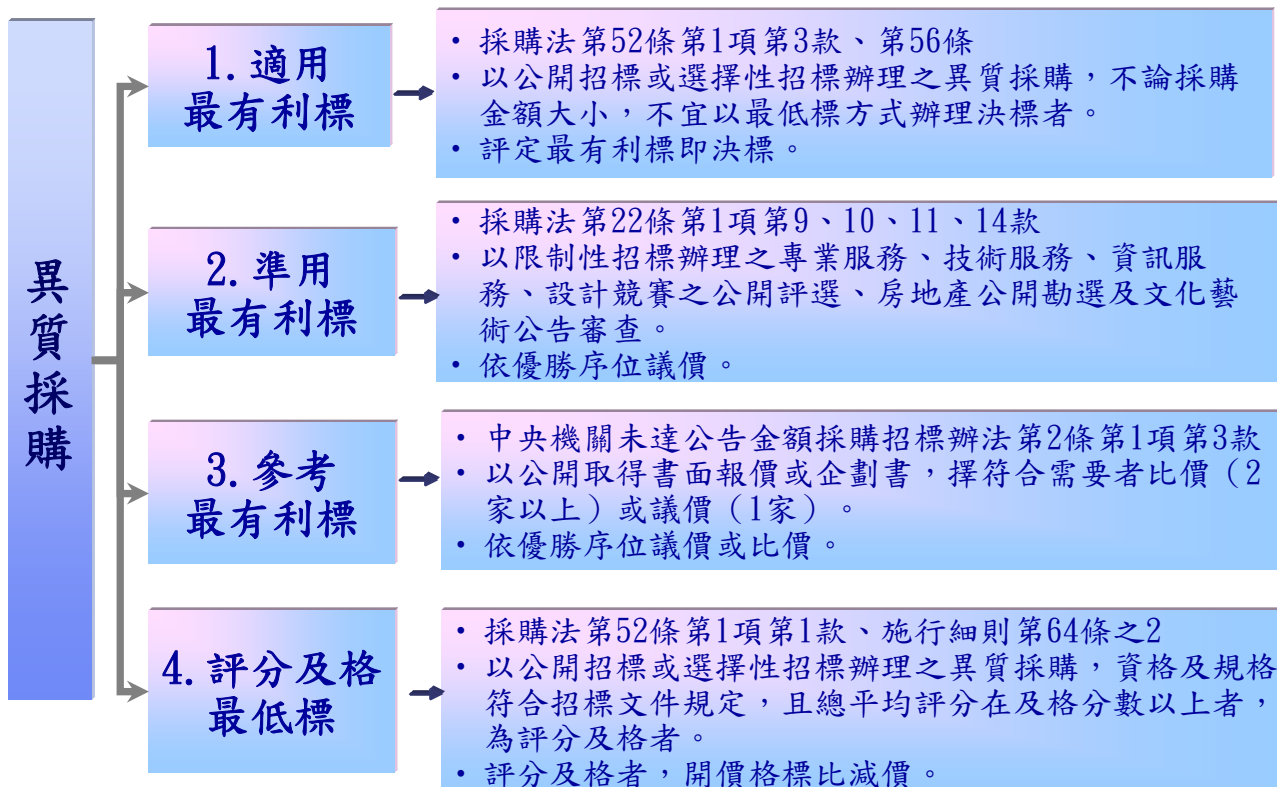 異質採購
1.適用
最有利標
• 採購法第52條第1項第3款、第56條
• 以公開招標或選擇性招標辦理之異質採購，不論採購
金額大小，不宜以最低標方式辦理決標者。
• 評定最有利標即決標。
2.準用
最有利標
• 採購法第22條第1項第9、10、11、14款
• 以限制性招標辦理之專業服務、技術服務、資訊服
務、設計競賽之公開評選、房地產公開勘選及文化藝
術公告審查。
• 依優勝序位議價。
3.參考
最有利標
• 中央機關未達公告金額採購招標辦法第2條第1項第3款
• 以公開取得書面報價或企劃書，擇符合需要者比價（2
家以上）或議價（1家）。
• 依優勝序位議價或比價。
4.評分及格
最低標
• 採購法第52條第1項第1款、施行細則第64條之2
• 以公開招標或選擇性招標辦理之異質採購，資格及規格
符合招標文件規定，且總平均評分在及格分數以上者，
為評分及格者。
• 評分及格者，開價格標比減價。